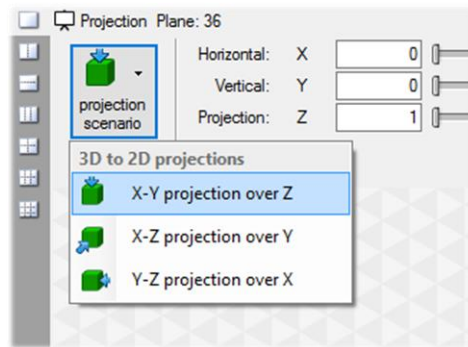 Projection Plane: 36
projection
scenario
Horizontal: X 0
Vertical: Y 0
Projection: Z 1
3D to 2D projections
X-Y projection over Z
X-Z projection over Y
Y-Z projection over X